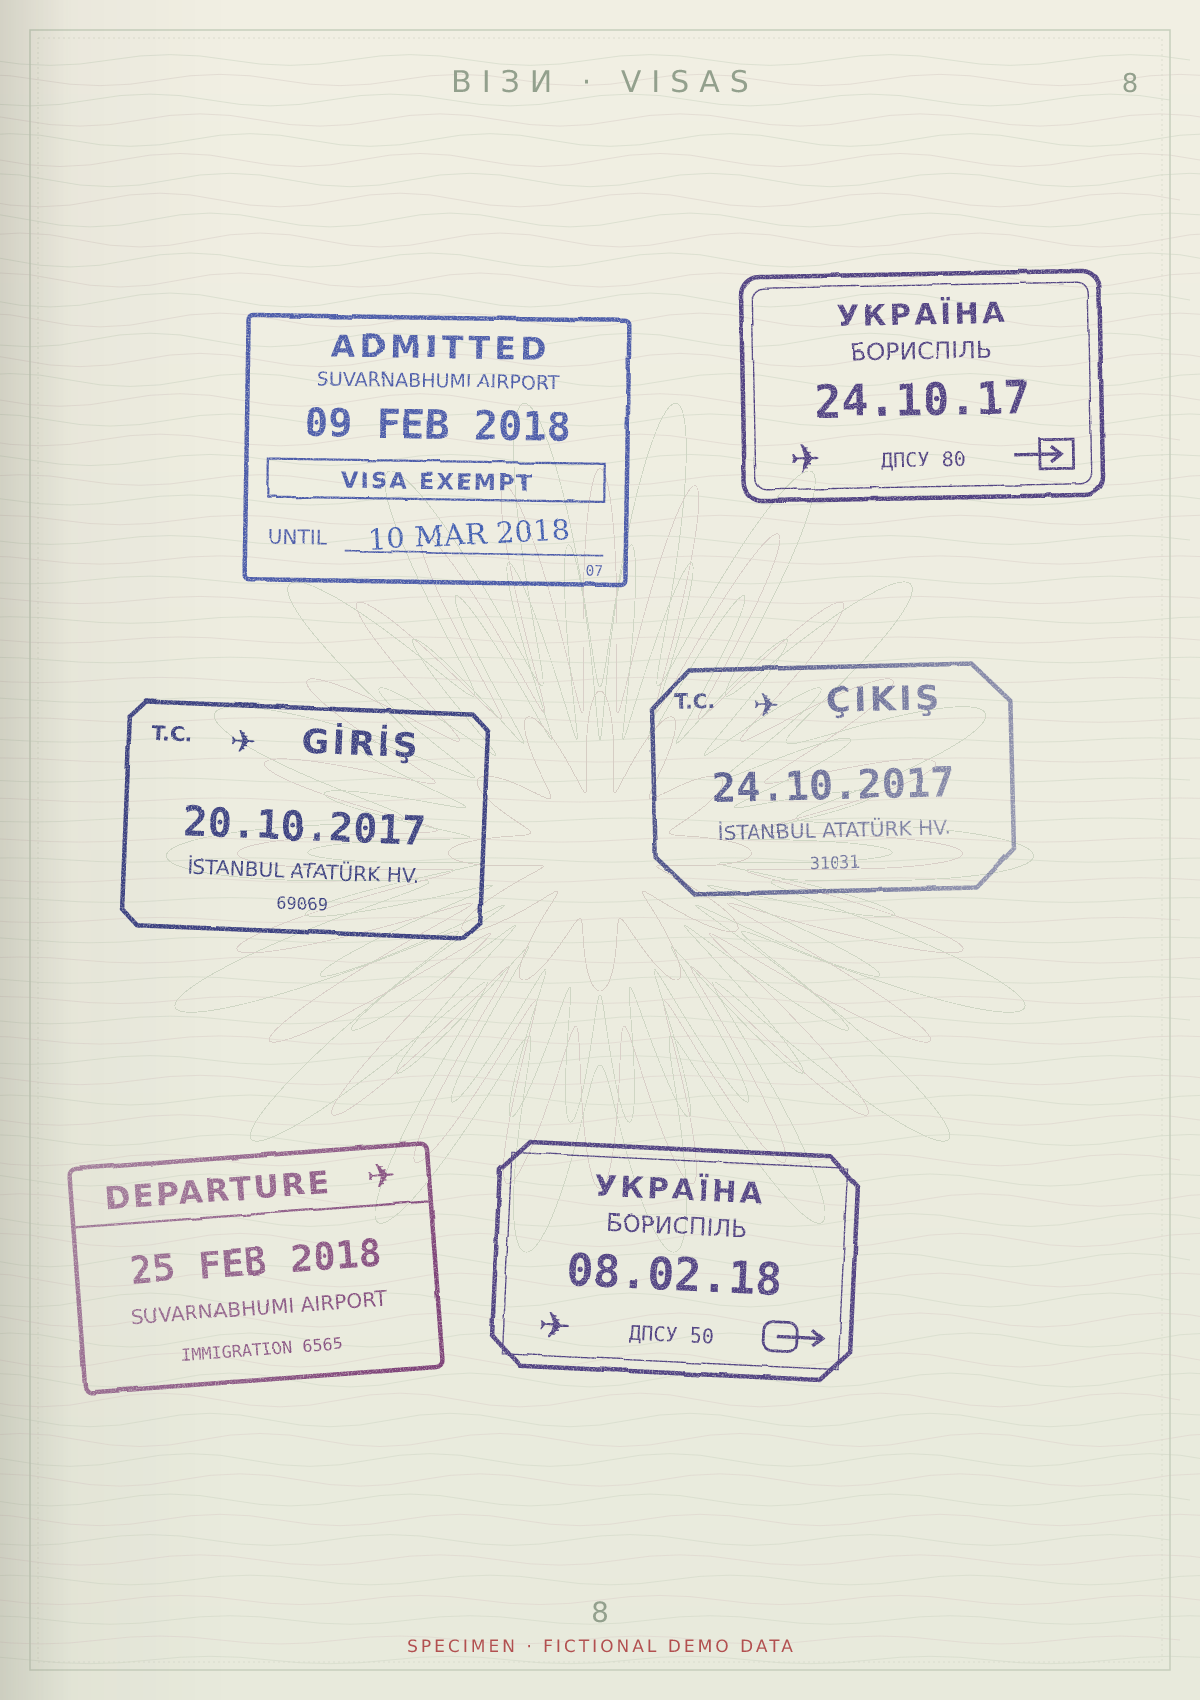 ВІЗИ · VISAS
8
ADMITTED
SUVARNABHUMI AIRPORT
09 FEB 2018
VISA EXEMPT
UNTIL 10 MAR 2018
07
УКРАЇНА
БОРИСПІЛЬ
24.10.17
ДПСУ 80
T.C. GİRİŞ
20.10.2017
İSTANBUL ATATÜRK HV.
69069
T.C. ÇIKIŞ
24.10.2017
İSTANBUL ATATÜRK HV.
31031
DEPARTURE
25 FEB 2018
SUVARNABHUMI AIRPORT
IMMIGRATION 6565
УКРАЇНА
БОРИСПІЛЬ
08.02.18
ДПСУ 50
8
SPECIMEN · FICTIONAL DEMO DATA